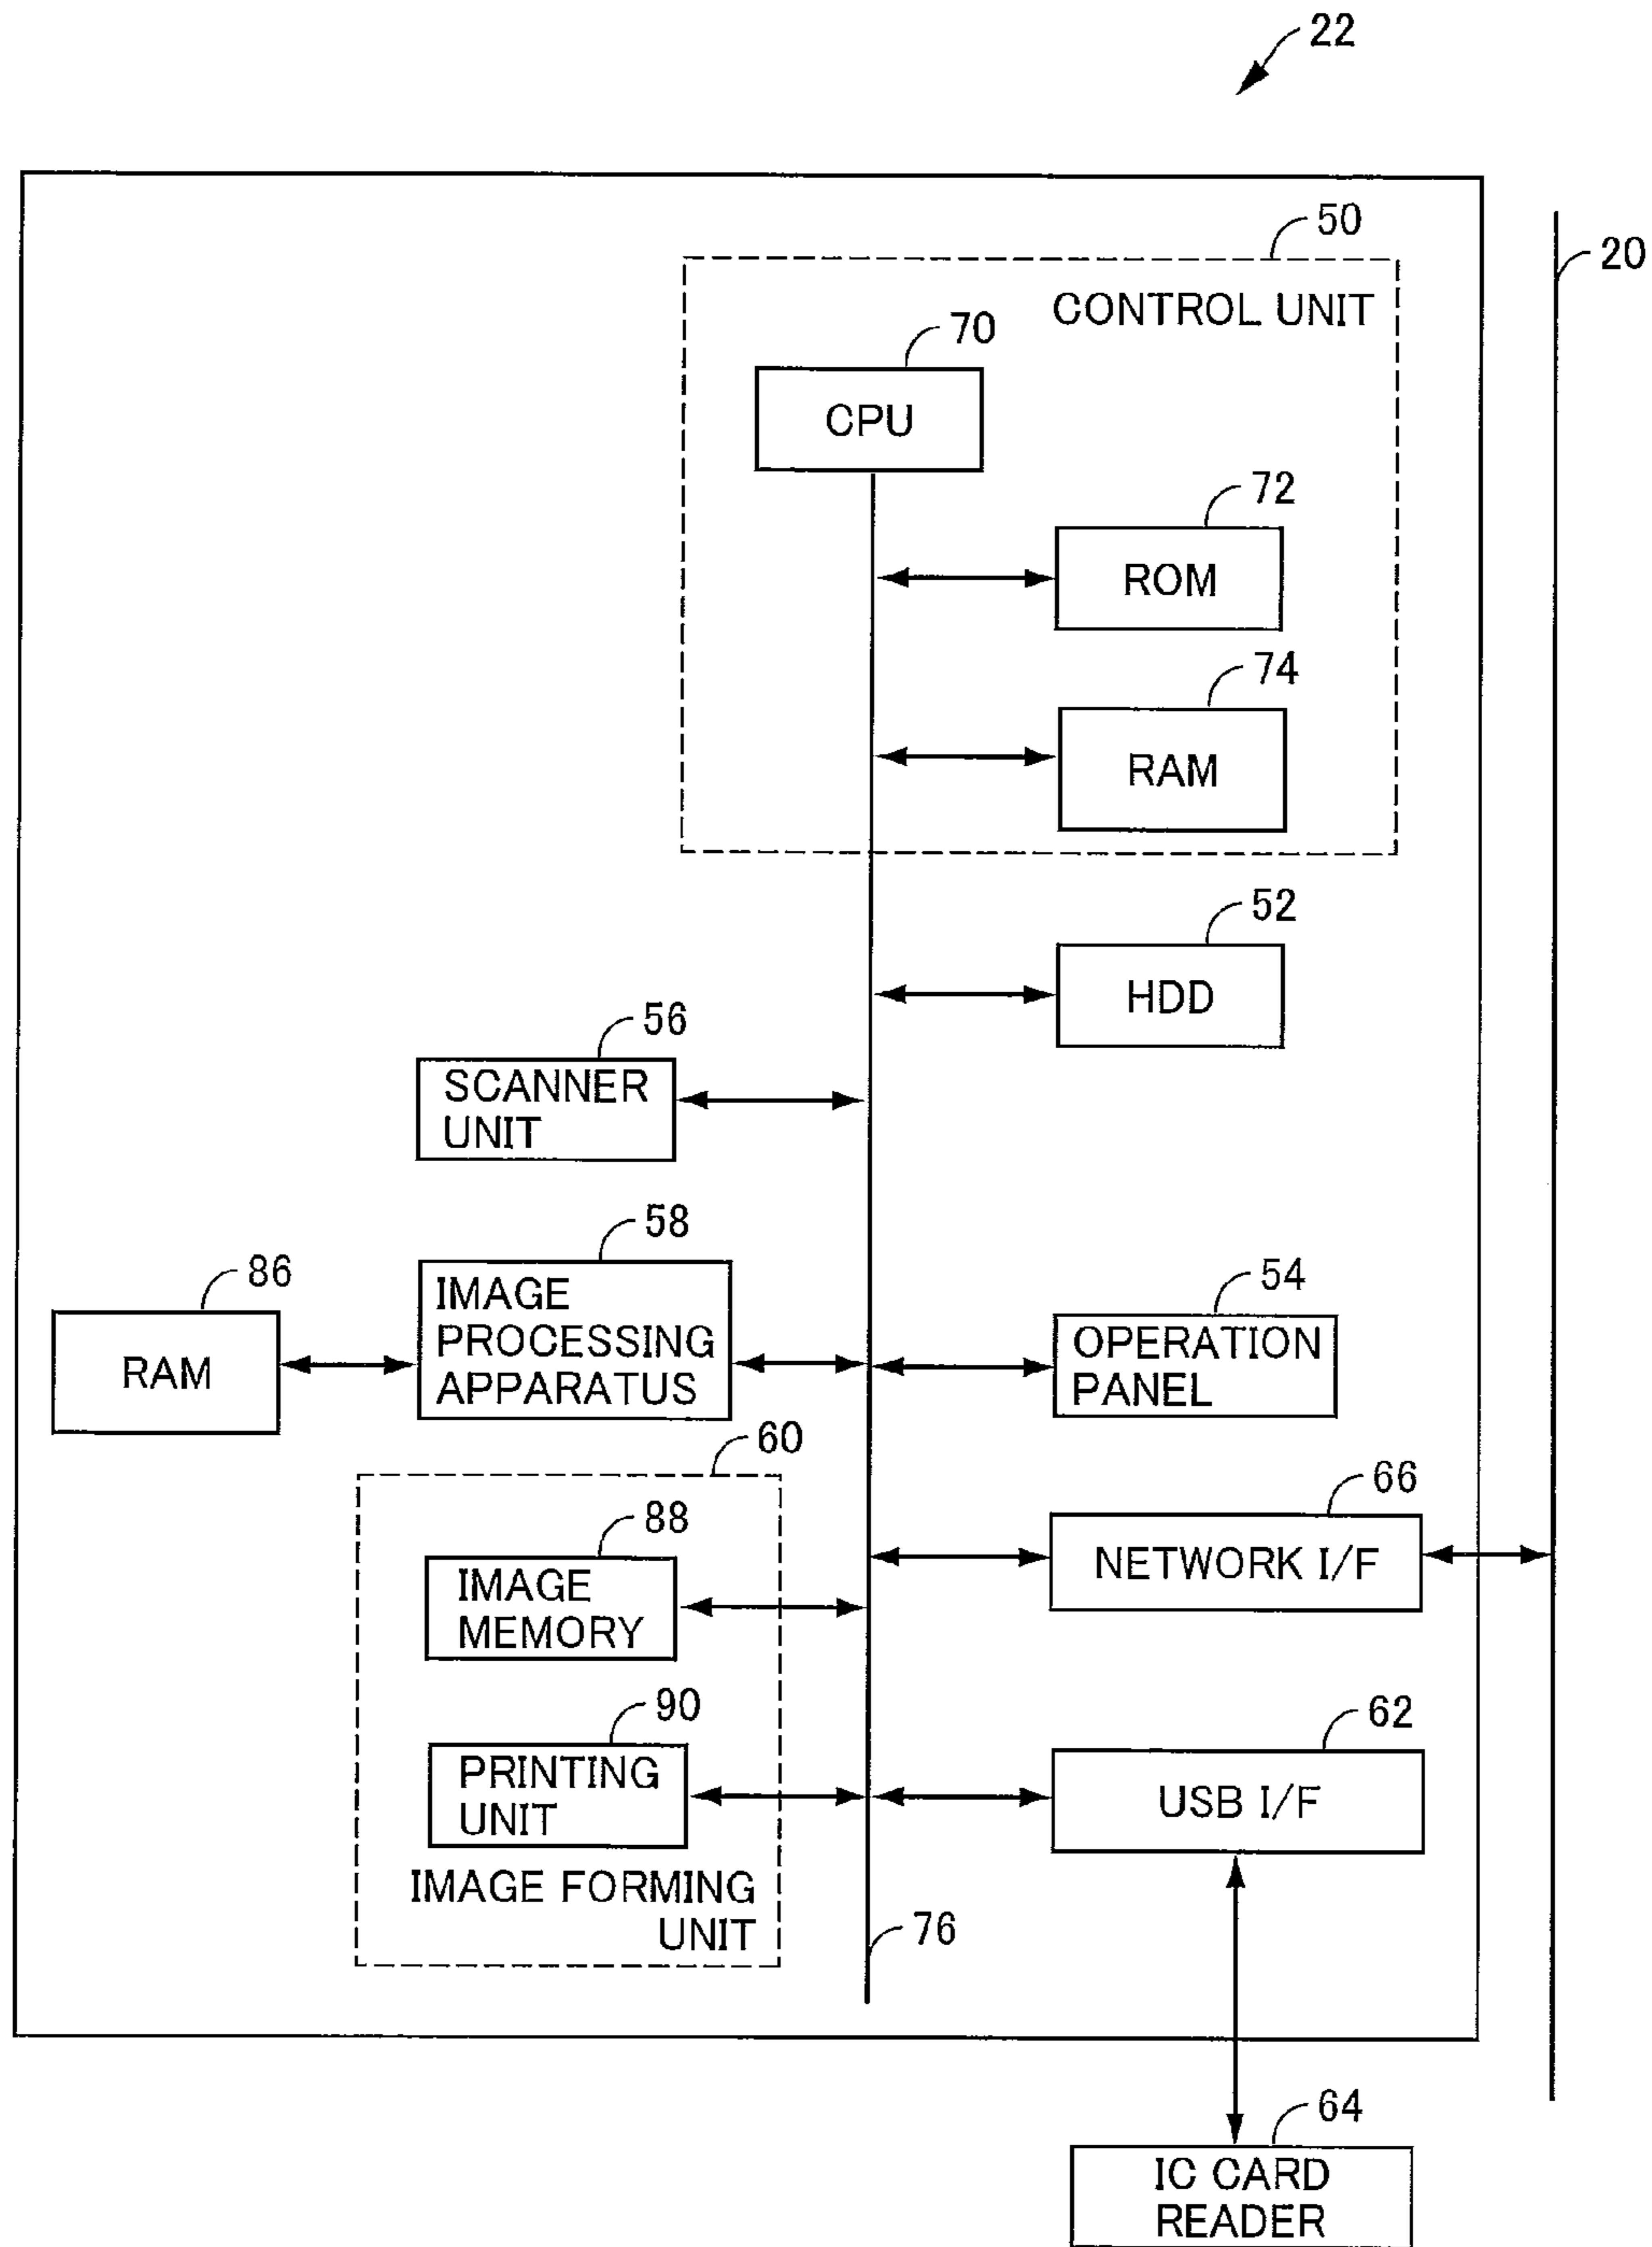 22
50
20
CONTROL UNIT
70
CPU
72
ROM
74
RAM
52
HDD
56
SCANNER
UNIT
58
IMAGE
PROCESSING
APPARATUS
86
RAM
54
OPERATION
PANEL
60
66
NETWORK I/F
88
IMAGE
MEMORY
90
PRINTING
UNIT
62
USB I/F
IMAGE FORMING
UNIT
76
64
IC CARD
READER